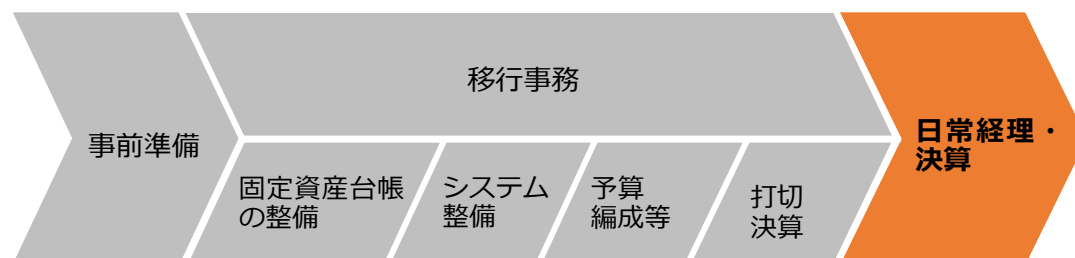 移行事務
事前準備
固定資産台帳
の整備
システム
整備
予算
編成等
打切
決算
日常経理・
決算